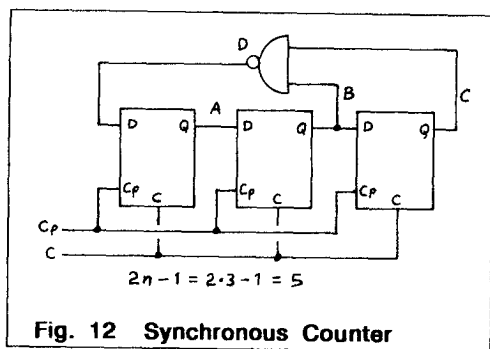 D
A
B
C
D Q
D Q
D Q
Cp
C
Cp
C
Cp
C
Cp
C
2n-1 = 2·3-1 = 5
Fig. 12 Synchronous Counter